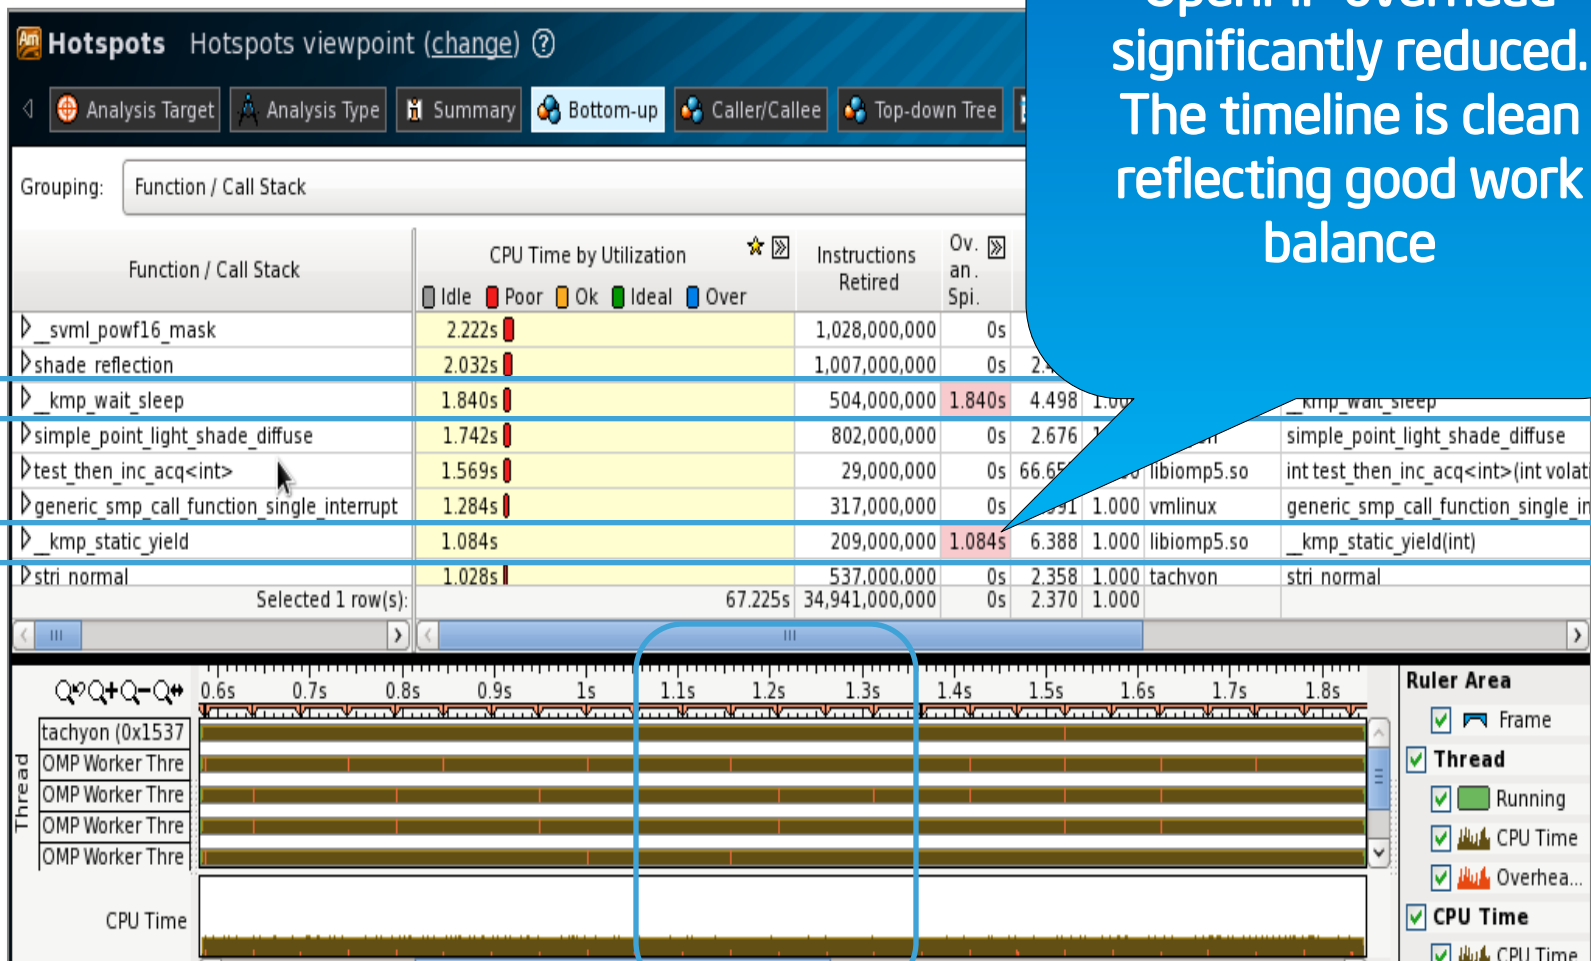 OpenMP overhead
significantly reduced.
The timeline is clean
reflecting good work
balance
Hotspots Hotspots viewpoint (change) ?
Analysis Target Analysis Type Summary Bottom-up Caller/Callee Top-down Tree
Grouping: Function / Call Stack
Function / Call Stack CPU Time by Utilization Instructions Retired Ov. an. Spi.
Idle Poor Ok Ideal Over
__svml_powf16_mask 2.222s 1,028,000,000 0s
shade_reflection 2.032s 1,007,000,000 0s
__kmp_wait_sleep 1.840s 504,000,000 1.840s 4.498 __kmp_wait_sleep
simple_point_light_shade_diffuse 1.742s 802,000,000 0s 2.676 simple_point_light_shade_diffuse
test_then_inc_acq<int> 1.569s 29,000,000 0s libiomp5.so int test_then_inc_acq<int>(int volati
generic_smp_call_function_single_interrupt 1.284s 317,000,000 0s 1.000 vmlinux generic_smp_call_function_single_in
__kmp_static_yield 1.084s 209,000,000 1.084s 6.388 1.000 libiomp5.so __kmp_static_yield(int)
stri_normal 1.028s 537,000,000 0s 2.358 1.000 tachyon stri_normal
Selected 1 row(s): 67.225s 34,941,000,000 0s 2.370 1.000
0.6s 0.7s 0.8s 0.9s 1s 1.1s 1.2s 1.3s 1.4s 1.5s 1.6s 1.7s 1.8s
Thread
tachyon (0x1537
OMP Worker Thre
OMP Worker Thre
OMP Worker Thre
OMP Worker Thre
CPU Time
Ruler Area
Frame
Thread
Running
CPU Time
Overhea...
CPU Time
CPU Time